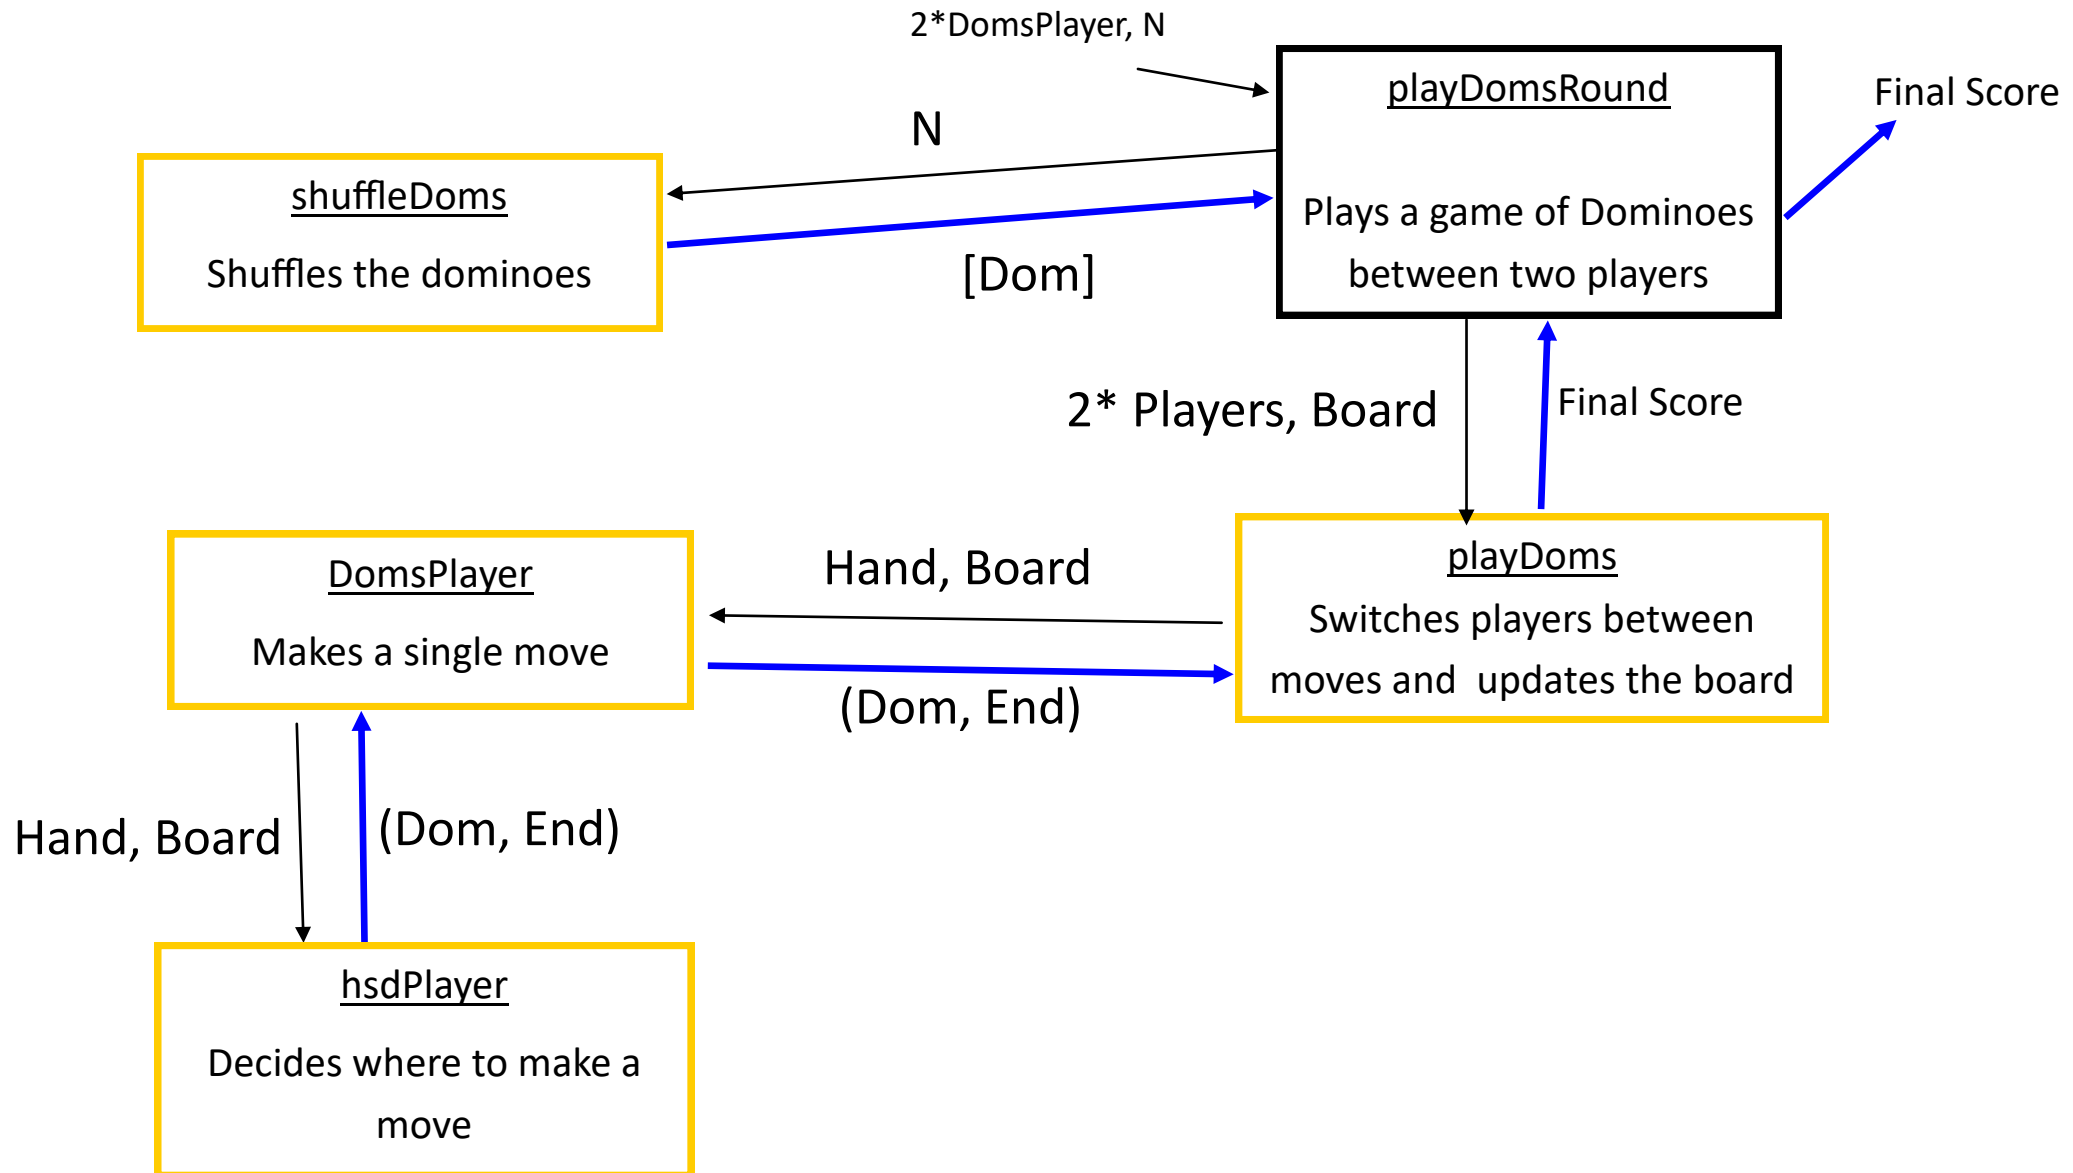 2*DomsPlayer, N
playDomsRound
Final Score
N
shuffleDoms
Shuffles the dominoes
Plays a game of Dominoes
between two players
[Dom]
2* Players, Board
Final Score
DomsPlayer
Makes a single move
Hand, Board
(Dom, End)
playDoms
Switches players between
moves and  updates the board
Hand, Board
(Dom, End)
hsdPlayer
Decides where to make a
move